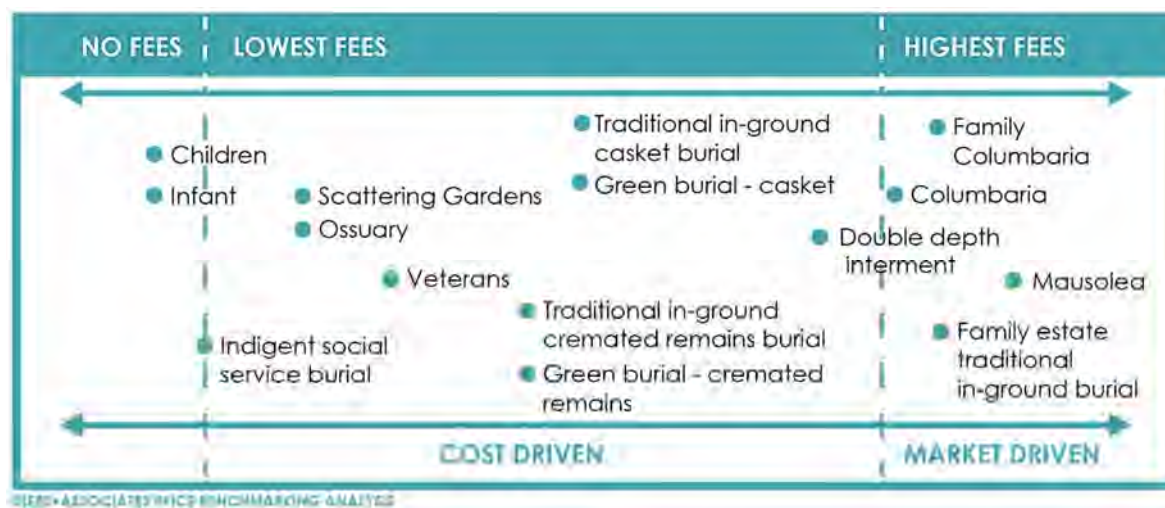 NO FEES
LOWEST FEES
HIGHEST FEES
Children
Infant
Scattering Gardens
Ossuary
Veterans
Indigent social
service burial
Traditional in-ground
casket burial
Green burial - casket
Traditional in-ground
cremated remains burial
Green burial - cremated
remains
Double depth
interment
Family
Columbaria
Columbaria
Mausolea
Family estate
traditional
in-ground burial
COST DRIVEN
MARKET DRIVEN
BENCHMARKING ANALYSIS